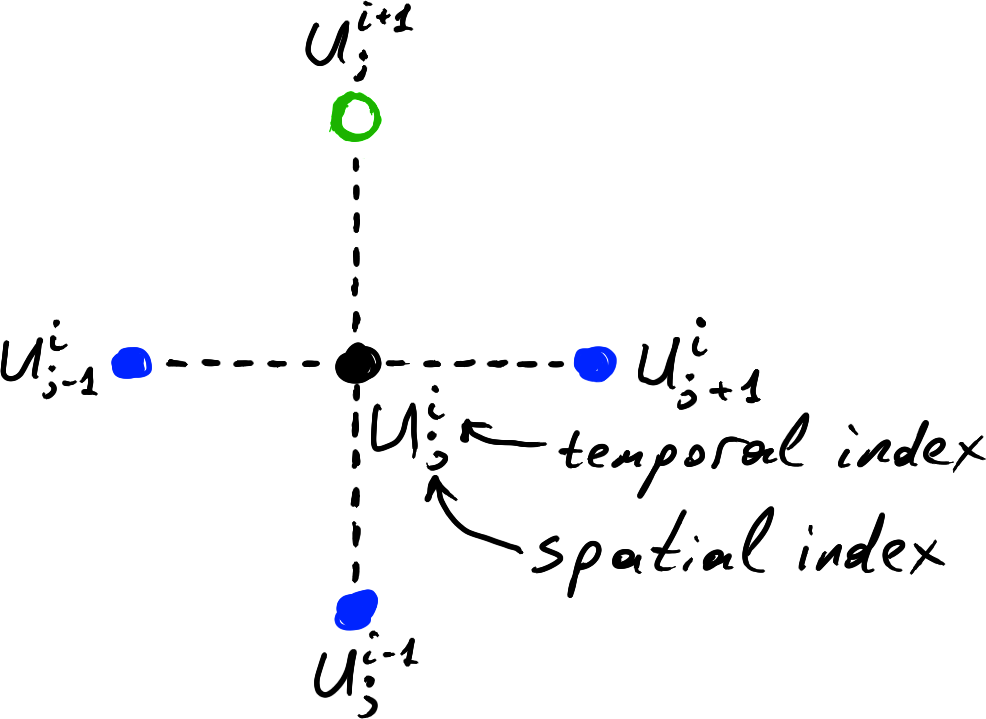 u_j^{i+1}
u_{j-1}^i
u_{j+1}^i
u_j^i
temporal index
spatial index
u_j^{i-1}